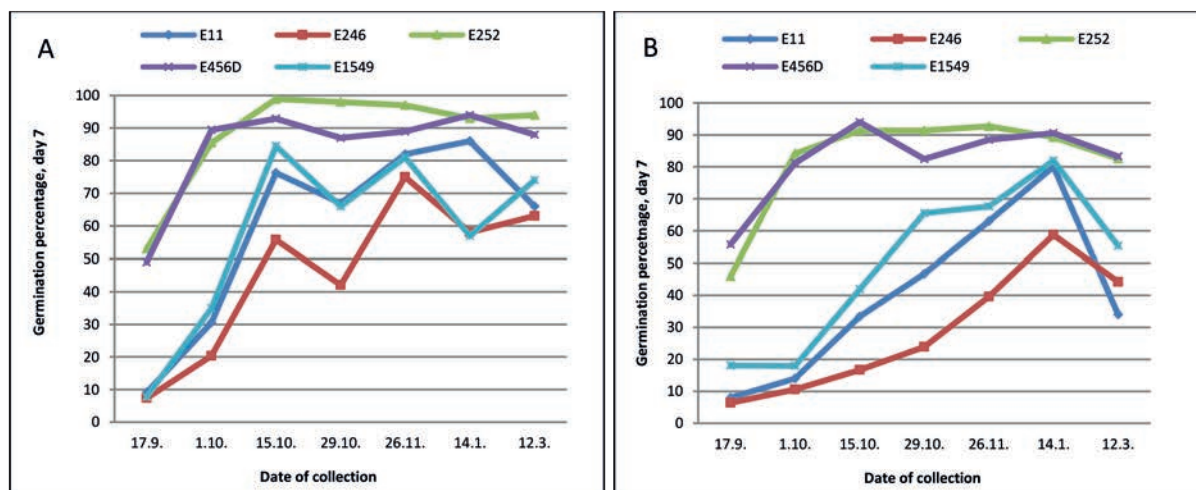 A
E11 E246 E252
E456D E1549
Germination percentage, day 7
100
90
80
70
60
50
40
30
20
10
0
17.9. 1.10. 15.10. 29.10. 26.11. 14.1. 12.3.
Date of collection
B
E11 E246 E252
E456D E1549
Germination percetnage, day 7
100
90
80
70
60
50
40
30
20
10
0
17.9. 1.10. 15.10. 29.10. 26.11. 14.1. 12.3.
Date of collection